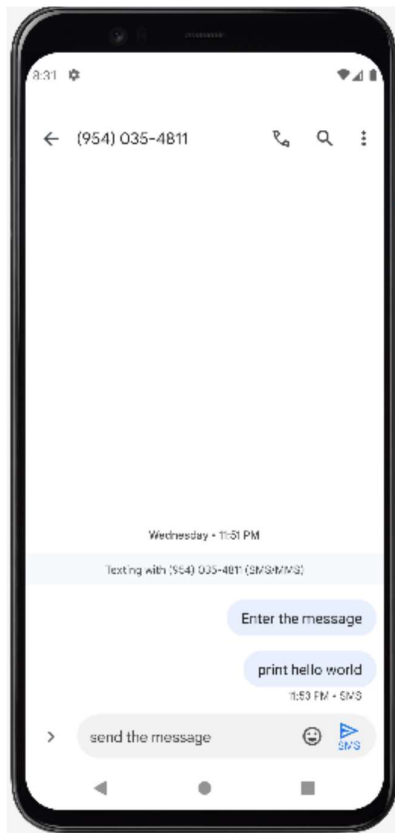 8:31
(954) 035-4811
Wednesday • 11:51 PM
Texting with (954) 035-4811 (SMS/MMS)
Enter the message
print hello world
11:53 PM • SMS
send the message
SMS